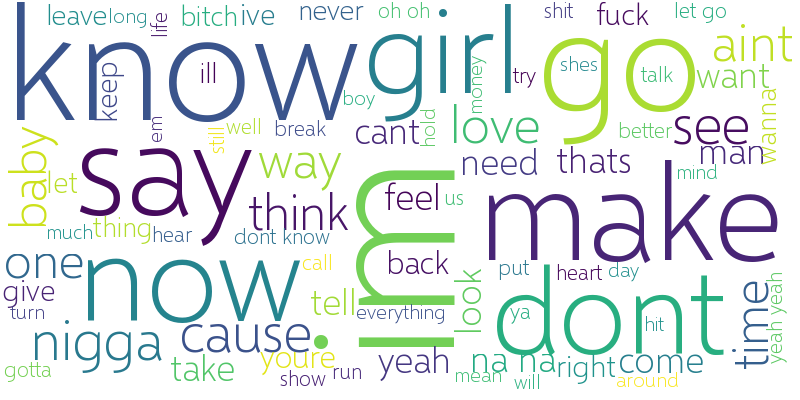 leave
long
life
bitch
ive
never
oh oh
shit
fuck
let go
know
girl
go
aint
keep
ill
boy
money
try
shes
talk
want
wanna
em
still
well
break
cant
hold
love
better
see
man
baby
let
say
way
think
need
thats
mind
feel
us
make
much
thing
hear
dont know
im
one
now
call
back
put
heart
day
give
turn
tell
everything
look
ya
dont
hit
time
yeah yeah
nigga
cause
youre
yeah
na na
right
come
gotta
take
show
run
mean
will
around